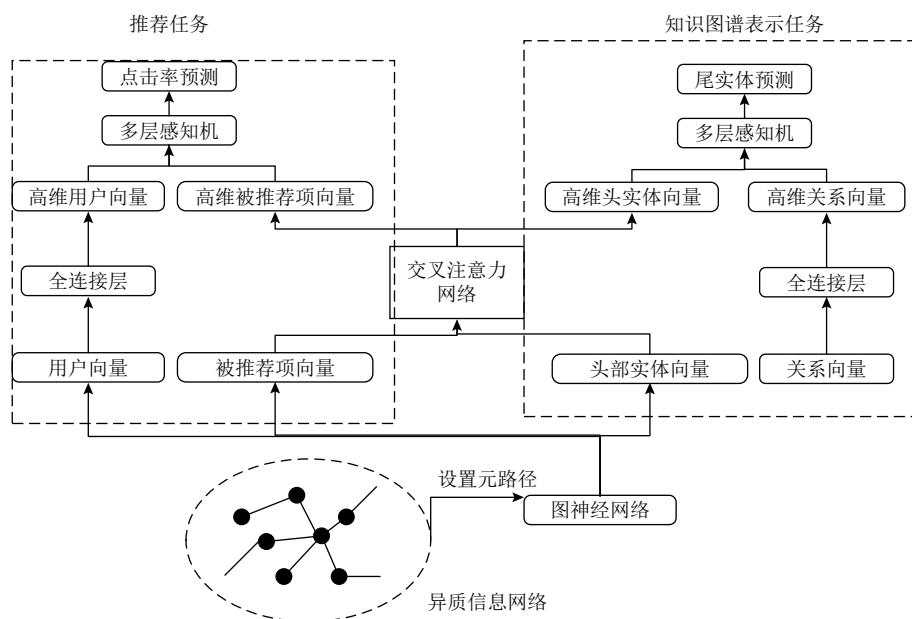 推荐任务
知识图谱表示任务
点击率预测
尾实体预测
多层感知机
多层感知机
高维用户向量
高维被推荐项向量
高维头实体向量
高维关系向量
全连接层
交叉注意力
网络
全连接层
用户向量
被推荐项向量
头部实体向量
关系向量
设置元路径
图神经网络
异质信息网络